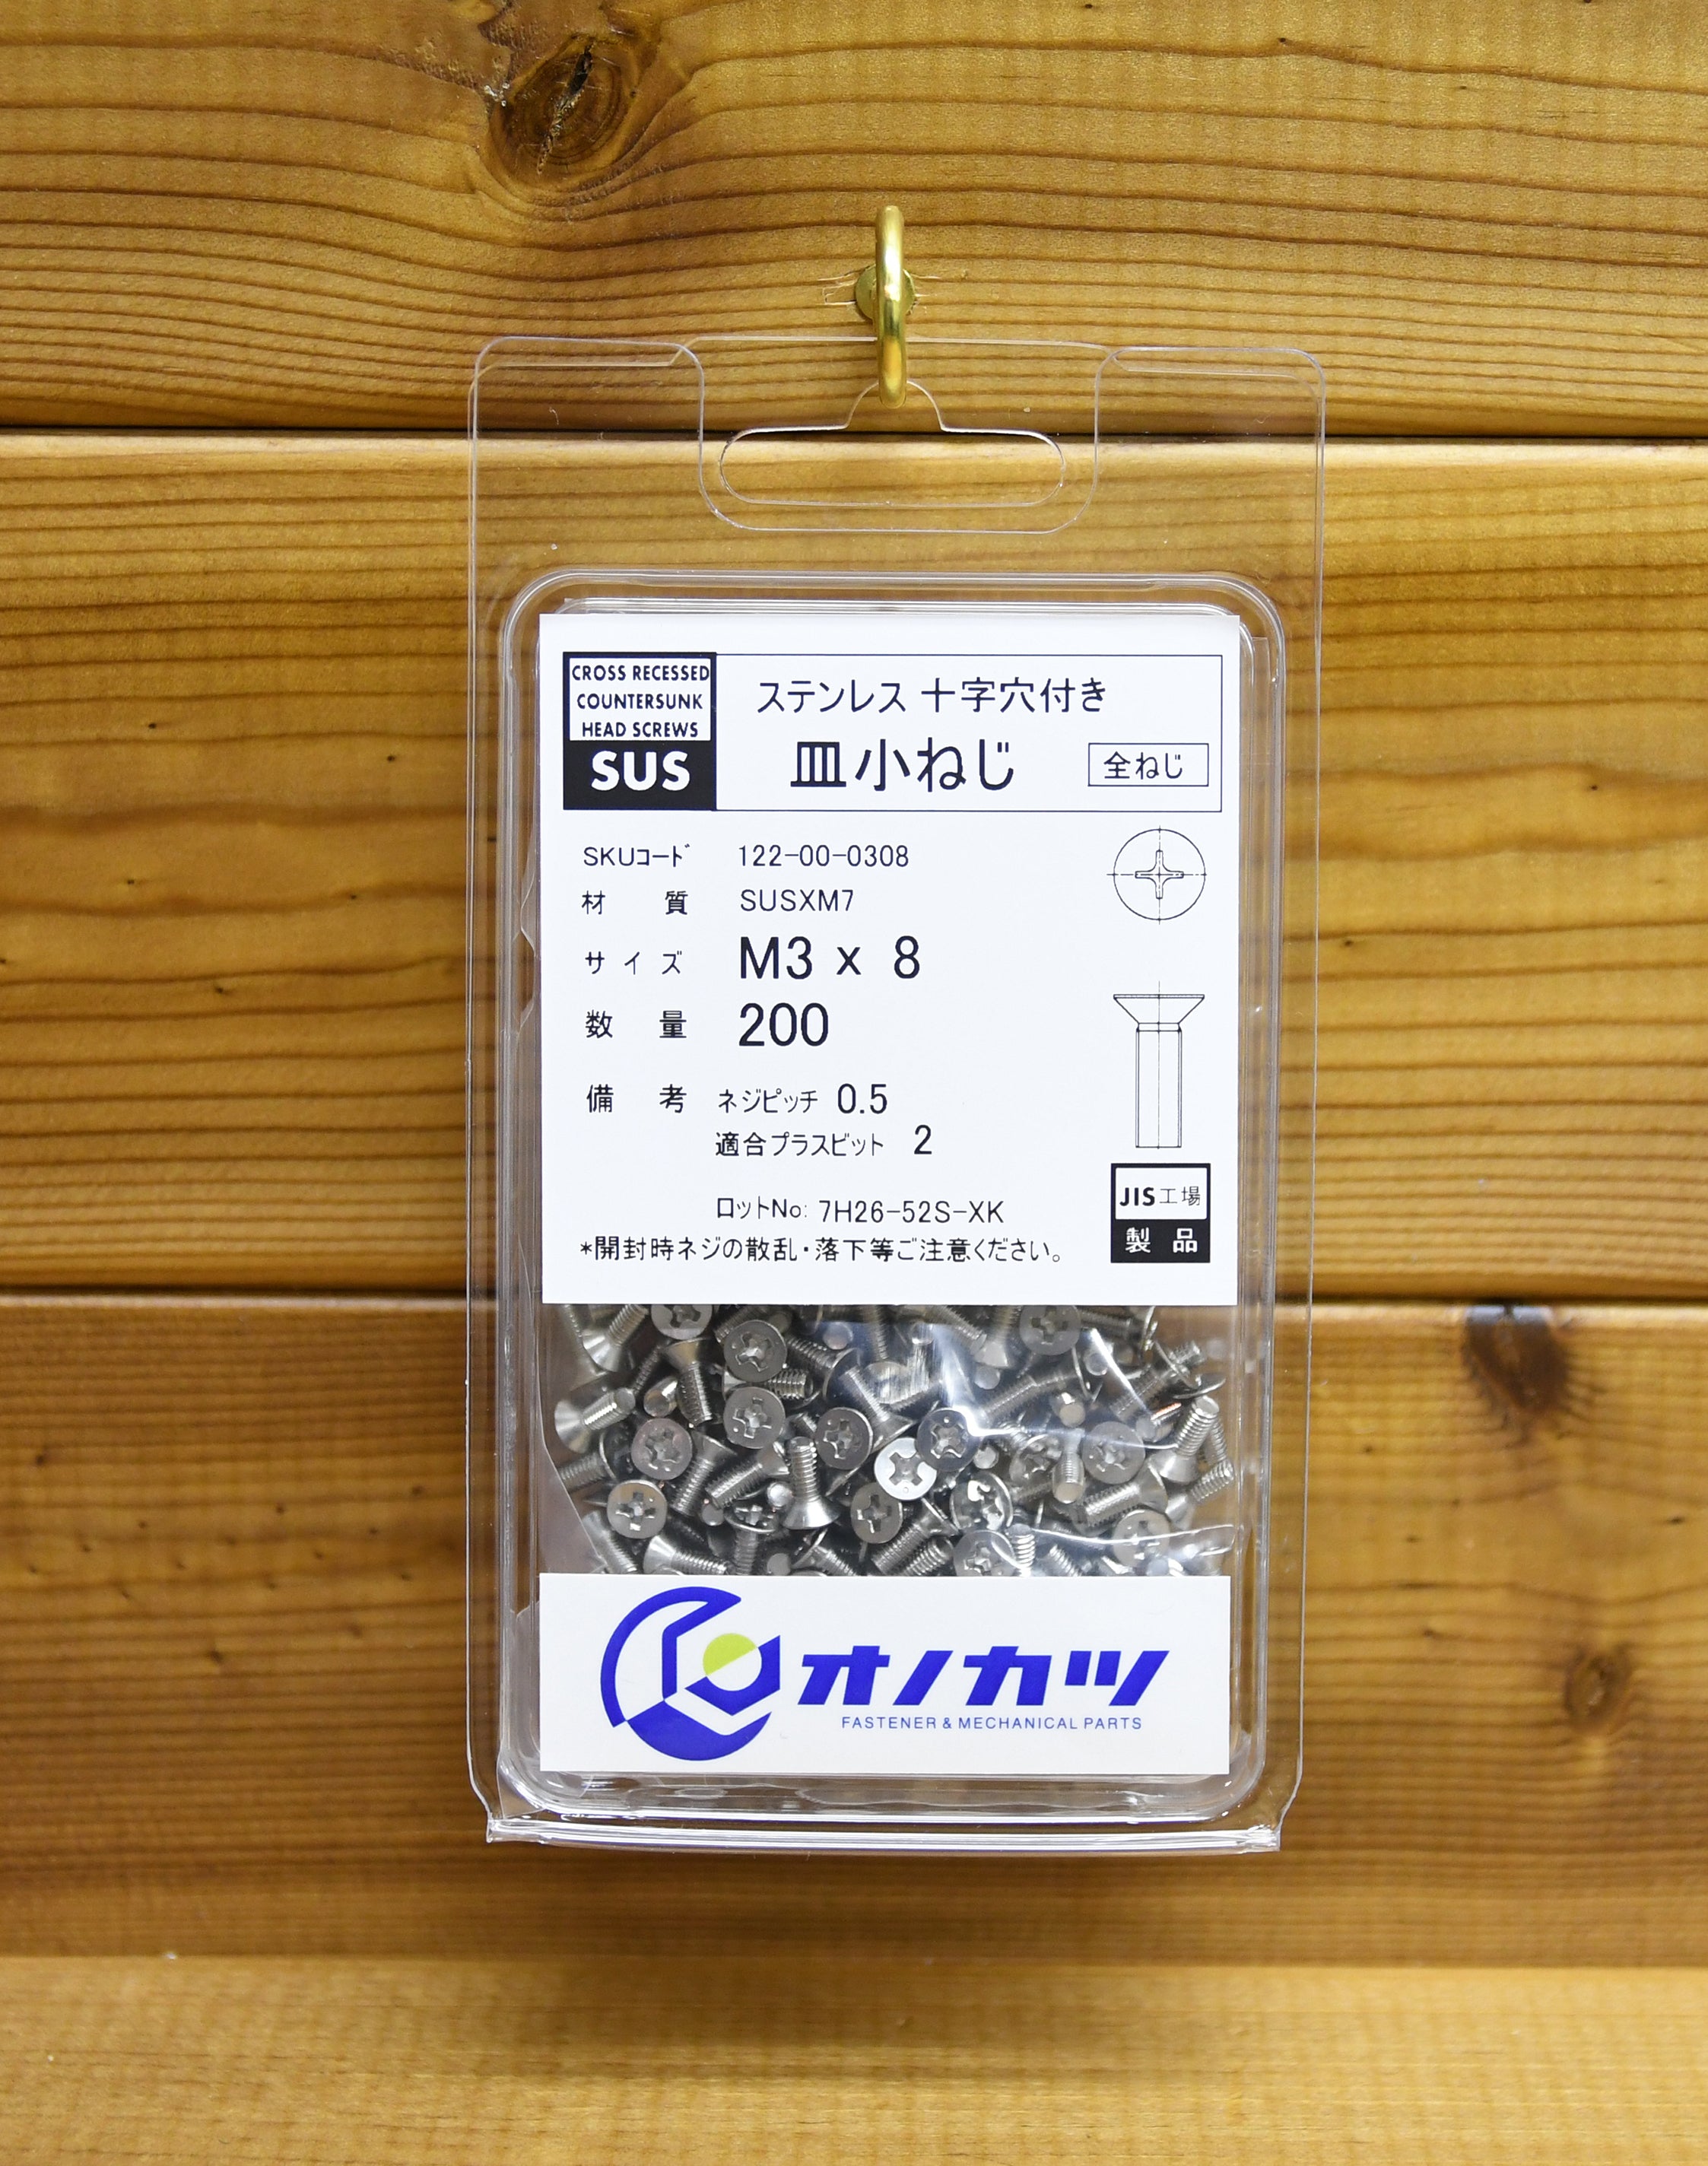 CROSS RECESSED
COUNTERSUNK
HEAD SCREWS
SUS
ステンレス 十字穴付き
皿小ねじ
全ねじ
SKUコード 122-00-0308
材質 SUSXM7
サイズ M3 x 8
数量 200
備考 ネジピッチ 0.5
適合プラスビット 2
ロットNo: 7H26-52S-XK
*開封時ネジの散乱・落下等ご注意ください。
JIS工場
製品
オノカツ
FASTENER & MECHANICAL PARTS